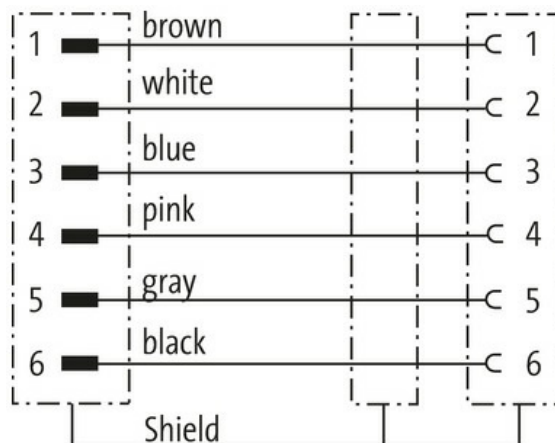 1 brown 1
2 white 2
3 blue 3
4 pink 4
5 gray 5
6 black 6
Shield